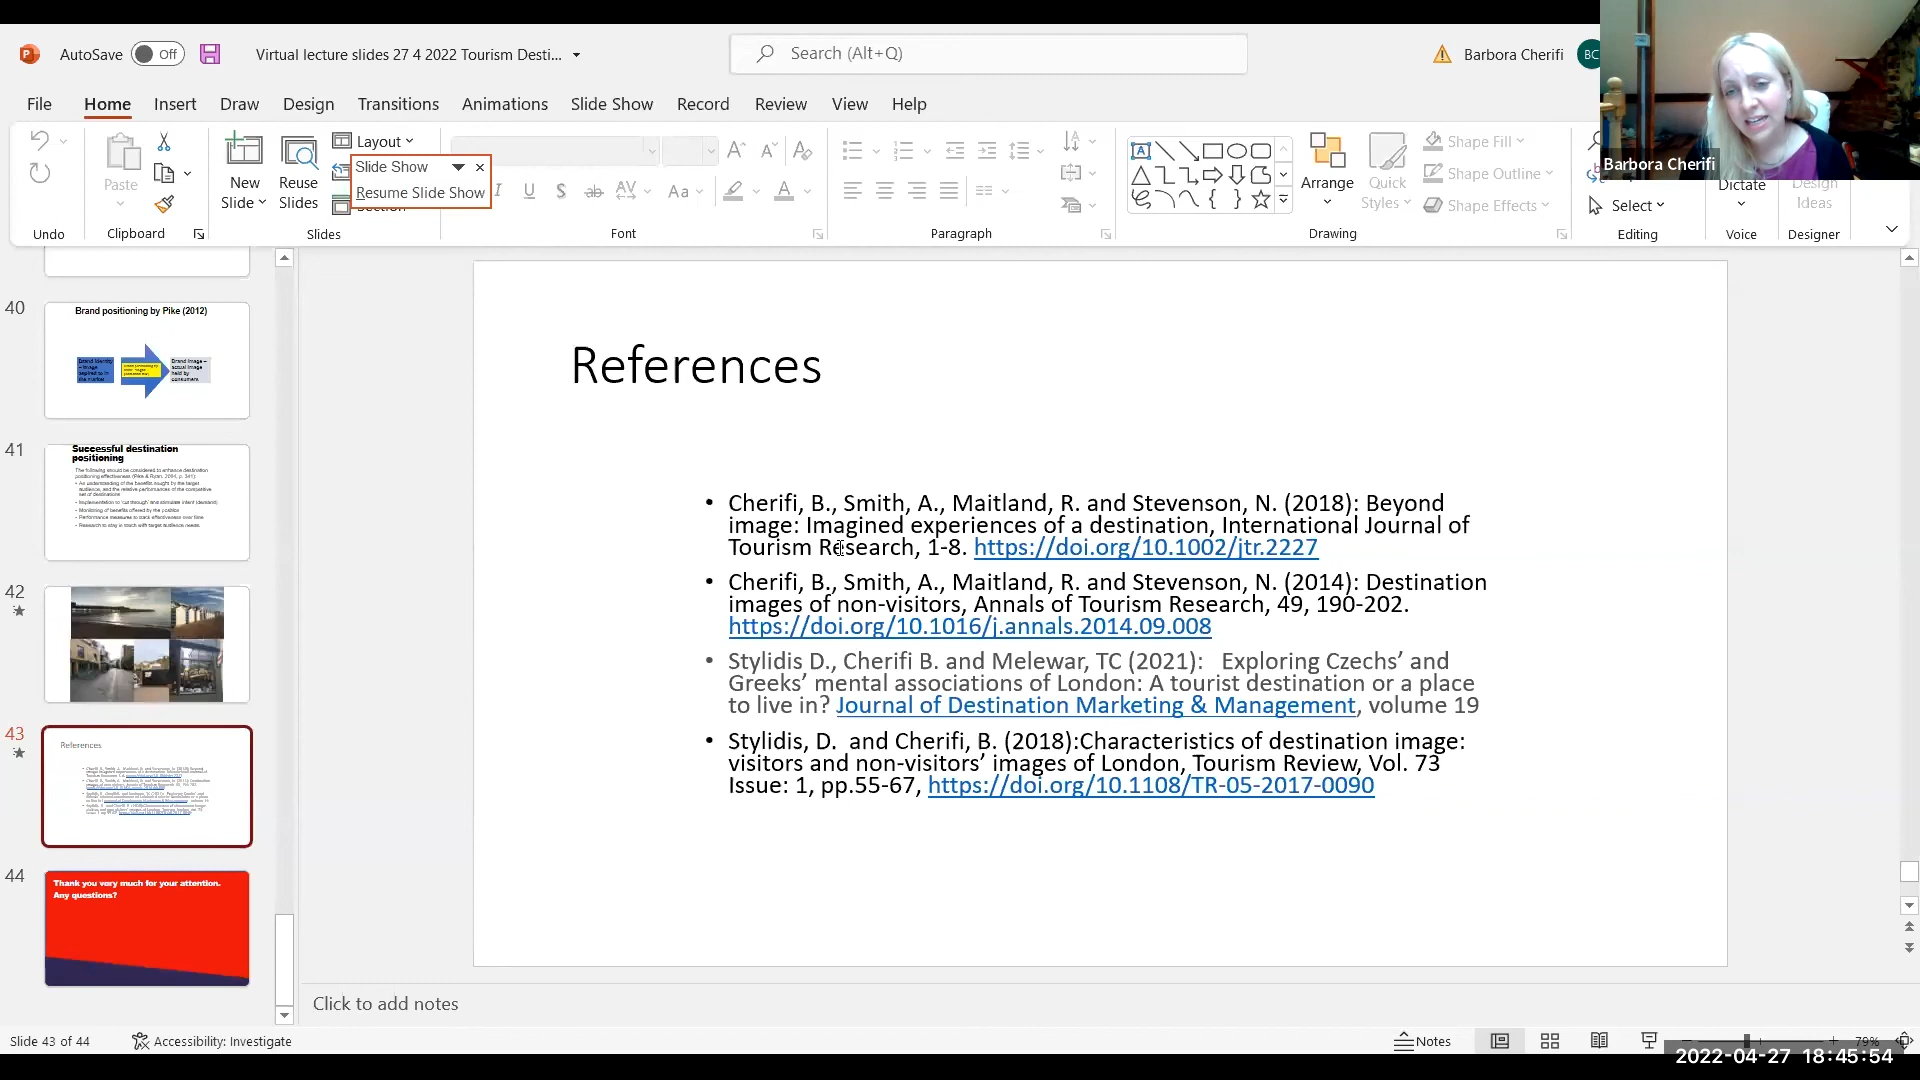 AutoSave Off Virtual lecture slides 27 4 2022 Tourism Desti... Search (Alt+Q) Barbora Cherifi BC
File Home Insert Draw Design Transitions Animations Slide Show Record Review View Help
Barbora Cherifi
Layout
Slide Show
Resume Slide Show
Paste
New
Slide
Reuse
Slides
U S ab AV Aa
A A
Arrange
Quick
Styles
Shape Fill
Shape Outline
Shape Effects
Select
Dictate
Design
Ideas
Undo Clipboard Slides Font Paragraph Drawing Editing Voice Designer
40
Brand positioning by Pike (2012)
41
Successful destination
positioning
42
43
References
44
Thank you very much for your attention.
Any questions?
References
• Cherifi, B., Smith, A., Maitland, R. and Stevenson, N. (2018): Beyond
image: Imagined experiences of a destination, International Journal of
Tourism Research, 1-8. https://doi.org/10.1002/jtr.2227
• Cherifi, B., Smith, A., Maitland, R. and Stevenson, N. (2014): Destination
images of non-visitors, Annals of Tourism Research, 49, 190-202.
https://doi.org/10.1016/j.annals.2014.09.008
• Stylidis D., Cherifi B. and Melewar, TC (2021): Exploring Czechs’ and
Greeks’ mental associations of London: A tourist destination or a place
to live in? Journal of Destination Marketing & Management, volume 19
• Stylidis, D. and Cherifi, B. (2018):Characteristics of destination image:
visitors and non-visitors’ images of London, Tourism Review, Vol. 73
Issue: 1, pp.55-67, https://doi.org/10.1108/TR-05-2017-0090
Click to add notes
Slide 43 of 44 Accessibility: Investigate Notes 79%
2022-04-27 18:45:54